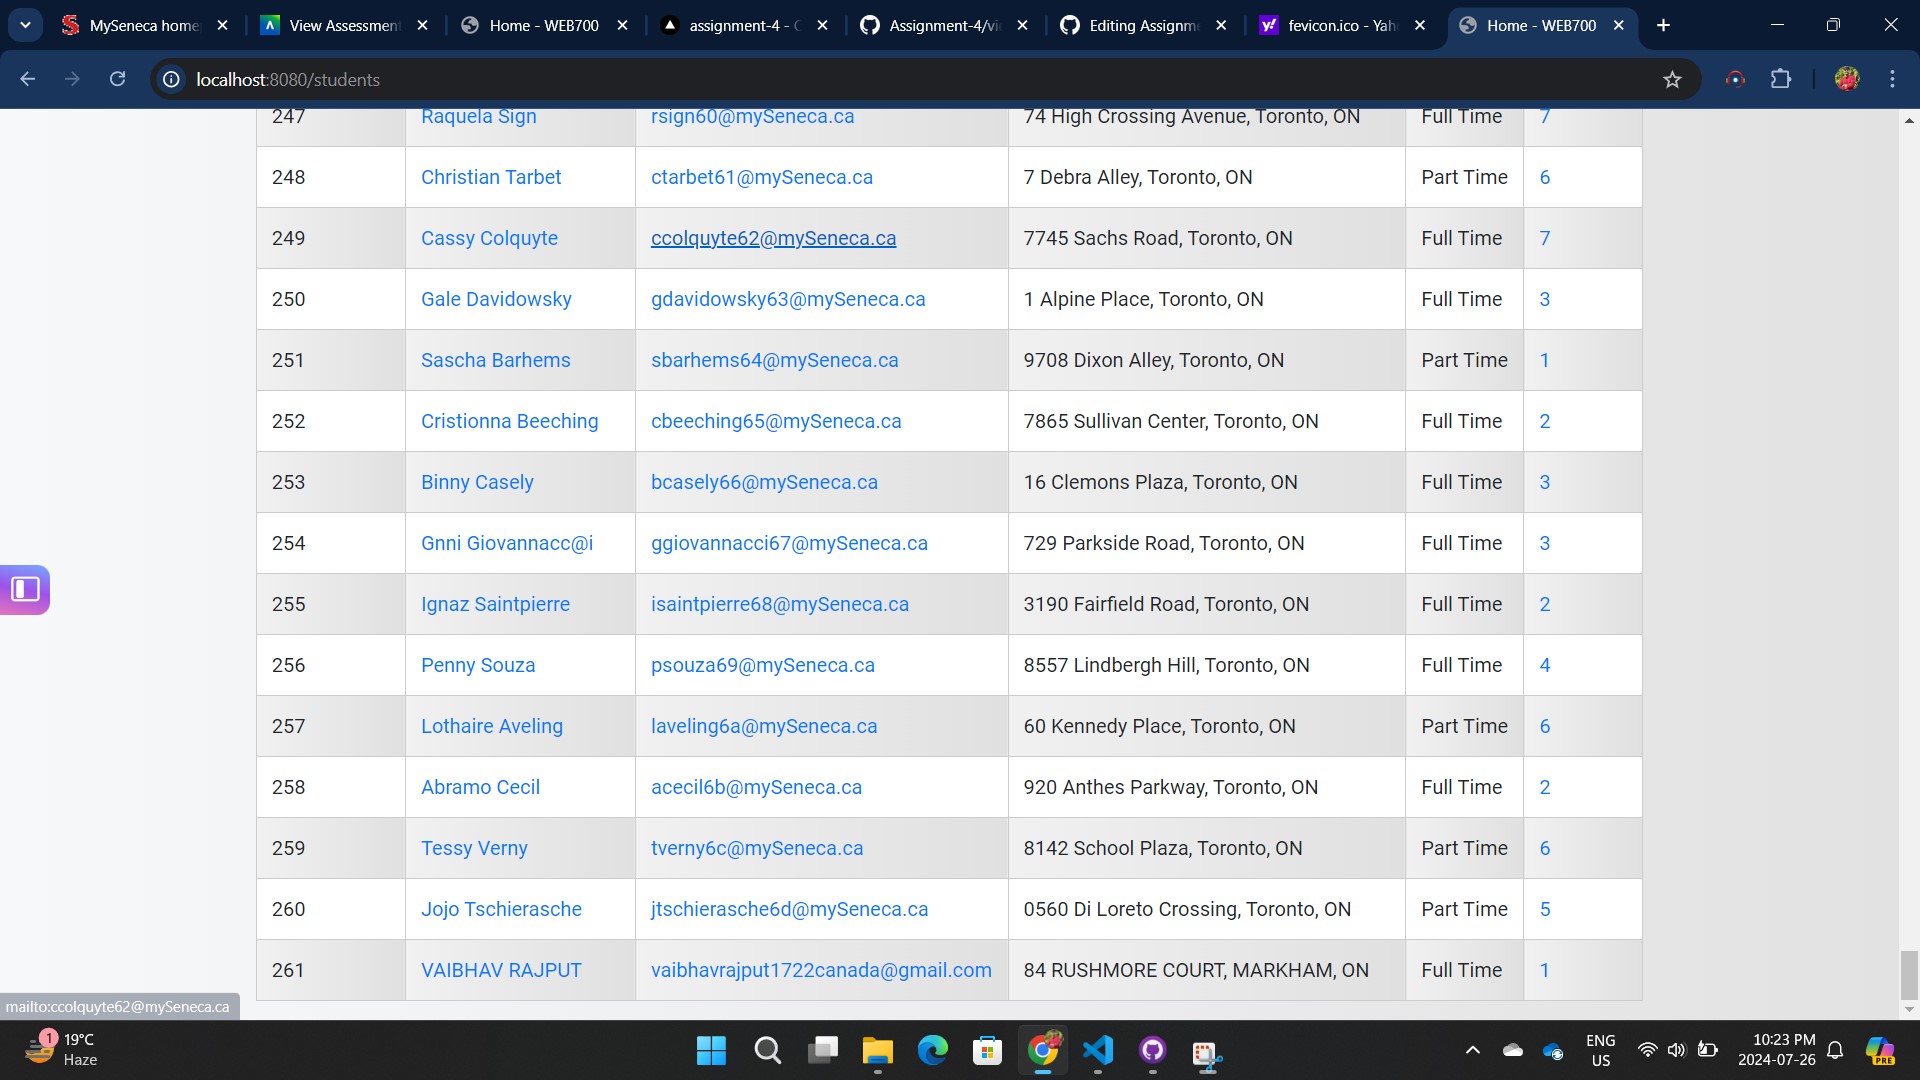 MySeneca home
View Assessment
Home - WEB700
assignment-4 - C
Assignment-4/vi
Editing Assignme
fevicon.ico - Yah
Home - WEB700
localhost:8080/students
247 Raquela Sign rsign60@mySeneca.ca 74 High Crossing Avenue, Toronto, ON Full Time 7
248 Christian Tarbet ctarbet61@mySeneca.ca 7 Debra Alley, Toronto, ON Part Time 6
249 Cassy Colquyte ccolquyte62@mySeneca.ca 7745 Sachs Road, Toronto, ON Full Time 7
250 Gale Davidowsky gdavidowsky63@mySeneca.ca 1 Alpine Place, Toronto, ON Full Time 3
251 Sascha Barhems sbarhems64@mySeneca.ca 9708 Dixon Alley, Toronto, ON Part Time 1
252 Cristionna Beeching cbeeching65@mySeneca.ca 7865 Sullivan Center, Toronto, ON Full Time 2
253 Binny Casely bcasely66@mySeneca.ca 16 Clemons Plaza, Toronto, ON Full Time 3
254 Gnni Giovannacc@i ggiovannacci67@mySeneca.ca 729 Parkside Road, Toronto, ON Full Time 3
255 Ignaz Saintpierre isaintpierre68@mySeneca.ca 3190 Fairfield Road, Toronto, ON Full Time 2
256 Penny Souza psouza69@mySeneca.ca 8557 Lindbergh Hill, Toronto, ON Full Time 4
257 Lothaire Aveling laveling6a@mySeneca.ca 60 Kennedy Place, Toronto, ON Part Time 6
258 Abramo Cecil acecil6b@mySeneca.ca 920 Anthes Parkway, Toronto, ON Full Time 2
259 Tessy Verny tverny6c@mySeneca.ca 8142 School Plaza, Toronto, ON Part Time 6
260 Jojo Tschierasche jtschierasche6d@mySeneca.ca 0560 Di Loreto Crossing, Toronto, ON Part Time 5
261 VAIBHAV RAJPUT vaibhavrajput1722canada@gmail.com 84 RUSHMORE COURT, MARKHAM, ON Full Time 1
mailto:ccolquyte62@mySeneca.ca
1
19°C
Haze
ENG
US
10:23 PM
2024-07-26
PRE